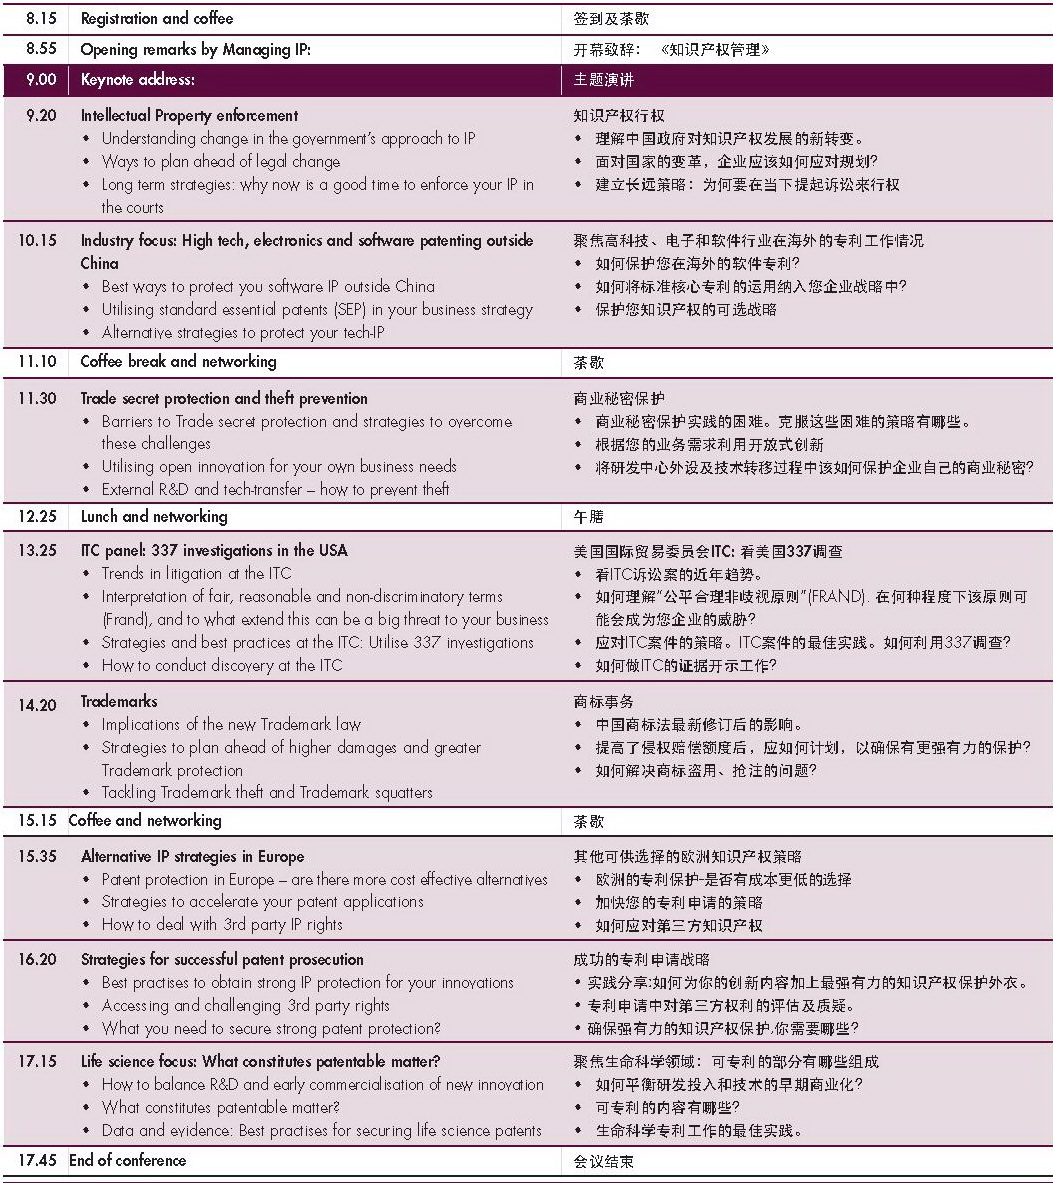 8.15 Registration and coffee 签到及茶歇
8.55 Opening remarks by Managing IP: 开幕致辞： 《知识产权管理》
9.00 Keynote address: 主题演讲
9.20 Intellectual Property enforcement 知识产权行权
• Understanding change in the government's approach to IP • 理解中国政府对知识产权发展的新转变。
• Ways to plan ahead of legal change • 面对国家的变革，企业应该如何应对规划？
• Long term strategies: why now is a good time to enforce your IP in • 建立长远策略：为何要在当下提起诉讼来行权
the courts
10.15 Industry focus: High tech, electronics and software patenting outside 聚焦高科技、电子和软件行业在海外的专利工作情况
China • 如何保护您在海外的软件专利？
• Best ways to protect you software IP outside China • 如何将标准核心专利的运用纳入您企业战略中？
• Utilising standard essential patents (SEP) in your business strategy • 保护您知识产权的可选战略
• Alternative strategies to protect your tech-IP
11.10 Coffee break and networking 茶歇
11.30 Trade secret protection and theft prevention 商业秘密保护
• Barriers to Trade secret protection and strategies to overcome • 商业秘密保护实践的困难。克服这些困难的策略有哪些。
these challenges • 根据您的业务需求利用开放式创新
• Utilising open innovation for your own business needs • 将研发中心外设及技术转移过程中该如何保护企业自己的商业秘密？
• External R&D and tech-transfer – how to prevent theft
12.25 Lunch and networking 午膳
13.25 ITC panel: 337 investigations in the USA 美国国际贸易委员会ITC: 看美国337调查
• Trends in litigation at the ITC • 看ITC诉讼案的近年趋势。
• Interpretation of fair, reasonable and non-discriminatory terms • 如何理解“公平合理非歧视原则”(FRAND). 在何种程度下该原则可
(Frand), and to what extend this can be a big threat to your business 能会成为您企业的威胁？
• Strategies and best practices at the ITC: Utilise 337 investigations • 应对ITC案件的策略。ITC案件的最佳实践。如何利用337调查？
• How to conduct discovery at the ITC • 如何做ITC的证据开示工作？
14.20 Trademarks 商标事务
• Implications of the new Trademark law • 中国商标法最新修订后的影响。
• Strategies to plan ahead of higher damages and greater • 提高了侵权赔偿额度后，应如何计划，以确保有更强有力的保护？
Trademark protection • 如何解决商标盗用、抢注的问题？
• Tackling Trademark theft and Trademark squatters
15.15 Coffee and networking 茶歇
15.35 Alternative IP strategies in Europe 其他可供选择的欧洲知识产权策略
• Patent protection in Europe – are there more cost effective alternatives • 欧洲的专利保护-是否有成本更低的选择
• Strategies to accelerate your patent applications • 加快您的专利申请的策略
• How to deal with 3rd party IP rights • 如何应对第三方知识产权
16.20 Strategies for successful patent prosecution 成功的专利申请战略
• Best practises to obtain strong IP protection for your innovations • 实践分享:如何为你的创新内容加上最强有力的知识产权保护外衣。
• Accessing and challenging 3rd party rights • 专利申请中对第三方权利的评估及质疑。
• What you need to secure strong patent protection? • 确保强有力的知识产权保护,你需要哪些？
17.15 Life science focus: What constitutes patentable matter? 聚焦生命科学领域：可专利的部分有哪些组成
• How to balance R&D and early commercialisation of new innovation • 如何平衡研发投入和技术的早期商业化？
• What constitutes patentable matter? • 可专利的内容有哪些？
• Data and evidence: Best practises for securing life science patents • 生命科学专利工作的最佳实践。
17.45 End of conference 会议结束